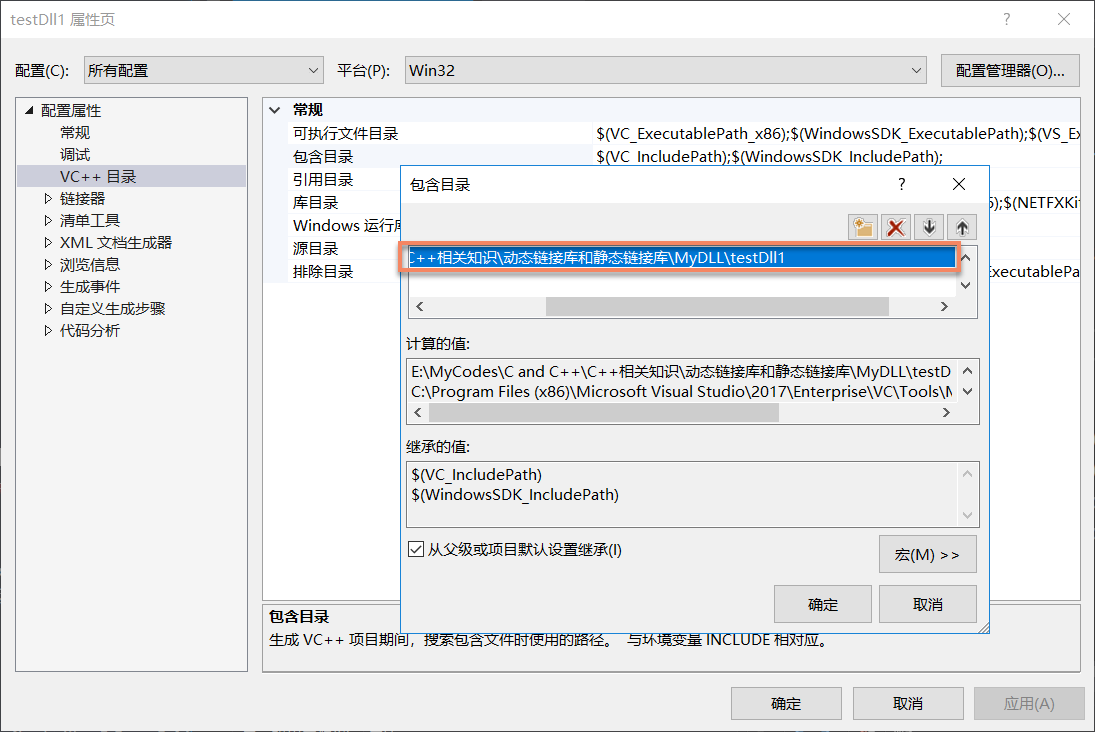 testDll1 属性页
配置(C):
所有配置
平台(P):
Win32
配置管理器(O)...
配置属性
常规
调试
VC++ 目录
链接器
清单工具
XML 文档生成器
浏览信息
生成事件
自定义生成步骤
代码分析
常规
可执行文件目录 $(VC_ExecutablePath_x86);$(WindowsSDK_ExecutablePath);$(VS_Ex
包含目录 $(VC_IncludePath);$(WindowsSDK_IncludePath);
引用目录
库目录 );$(NETFXKi
Windows 运行库
源目录
排除目录 ExecutablePa
包含目录
?
C++相关知识\动态链接库和静态链接库\MyDLL\testDll1
计算的值:
E:\MyCodes\C and C++\C++相关知识\动态链接库和静态链接库\MyDLL\testD
C:\Program Files (x86)\Microsoft Visual Studio\2017\Enterprise\VC\Tools\M
继承的值:
$(VC_IncludePath)
$(WindowsSDK_IncludePath)
从父级或项目默认设置继承(I)
宏(M) >>
确定
取消
包含目录
生成 VC++ 项目期间，搜索包含文件时使用的路径。 与环境变量 INCLUDE 相对应。
确定
取消
应用(A)